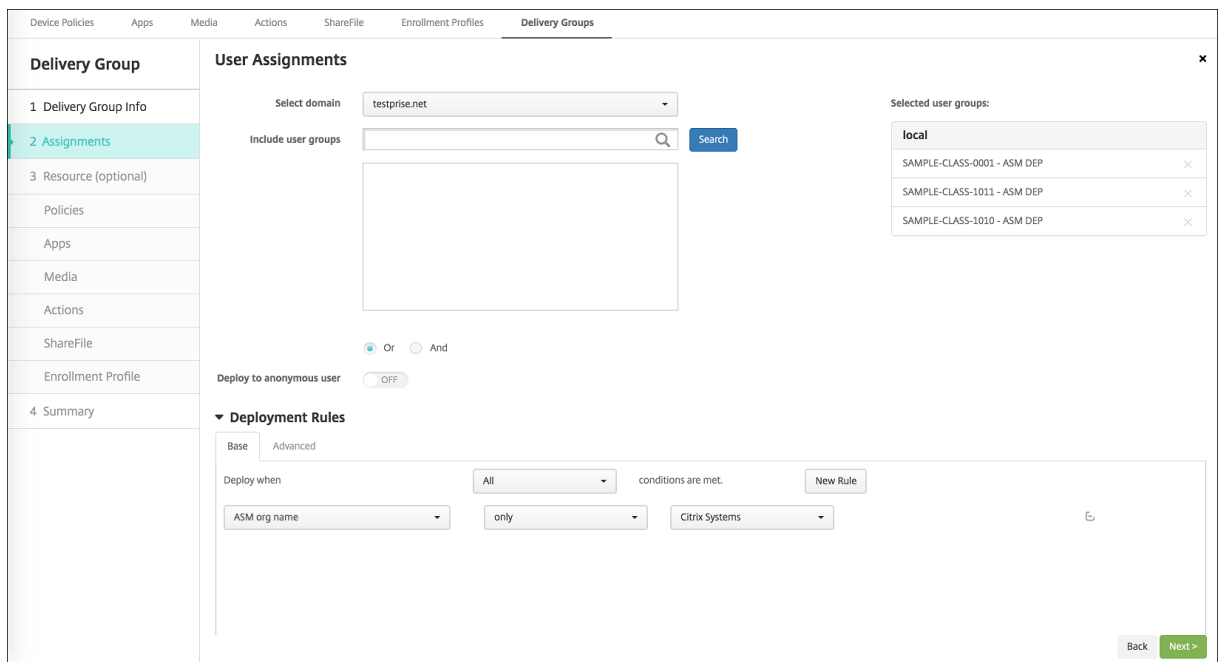 Device Policies Apps Media Actions ShareFile Enrollment Profiles Delivery Groups
Delivery Group
1 Delivery Group Info
2 Assignments
3 Resource (optional)
Policies
Apps
Media
Actions
ShareFile
Enrollment Profile
4 Summary
User Assignments
Select domain testprise.net
Include user groups Search
Or And
Deploy to anonymous user OFF
Selected user groups:
local
SAMPLE-CLASS-0001 - ASM DEP
SAMPLE-CLASS-1011 - ASM DEP
SAMPLE-CLASS-1010 - ASM DEP
Deployment Rules
Base Advanced
Deploy when All conditions are met. New Rule
ASM org name only Citrix Systems
Back Next >